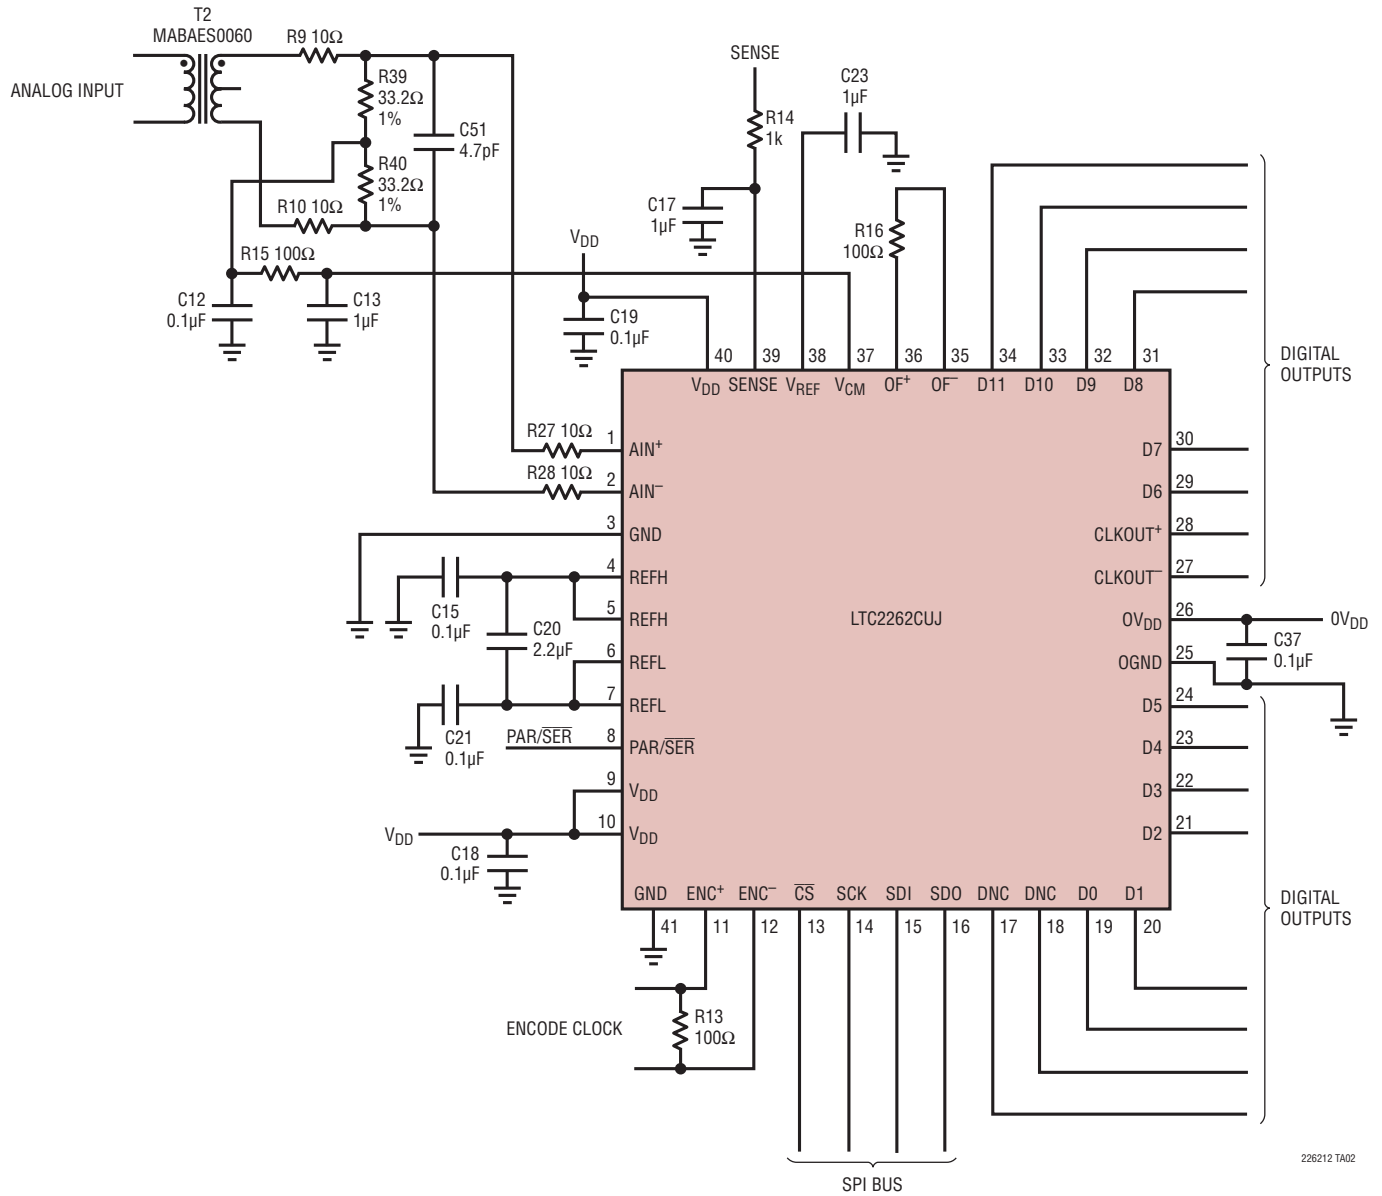 T2
MABAES0060
ANALOG INPUT
R9 10Ω
R39
33.2Ω
1%
C51
4.7pF
R40
33.2Ω
1%
R10 10Ω
R15 100Ω
C12
0.1µF
C13
1µF
SENSE
R14
1k
C23
1µF
C17
1µF
R16
100Ω
VDD
C19
0.1µF
40
39
38
37
36
35
34
33
32
31
VDD
SENSE
VREF
VCM
OF+
OF–
D11
D10
D9
D8
DIGITAL
OUTPUTS
R27 10Ω
1
AIN+
R28 10Ω
2
AIN–
3
GND
4
REFH
5
REFH
6
REFL
7
REFL
C15
0.1µF
C20
2.2µF
C21
0.1µF
PAR/S̅E̅R̅
8
PAR/S̅E̅R̅
9
VDD
10
VDD
VDD
C18
0.1µF
LTC2262CUJ
D7
30
D6
29
CLKOUT+
28
CLKOUT–
27
OVDD
26
0VDD
C37
0.1µF
OGND
25
D5
24
D4
23
D3
22
D2
21
GND
ENC+
ENC–
C̅S̅
SCK
SDI
SDO
DNC
DNC
D0
D1
41
11
12
13
14
15
16
17
18
19
20
DIGITAL
OUTPUTS
ENCODE CLOCK
R13
100Ω
SPI BUS
226212 TA02